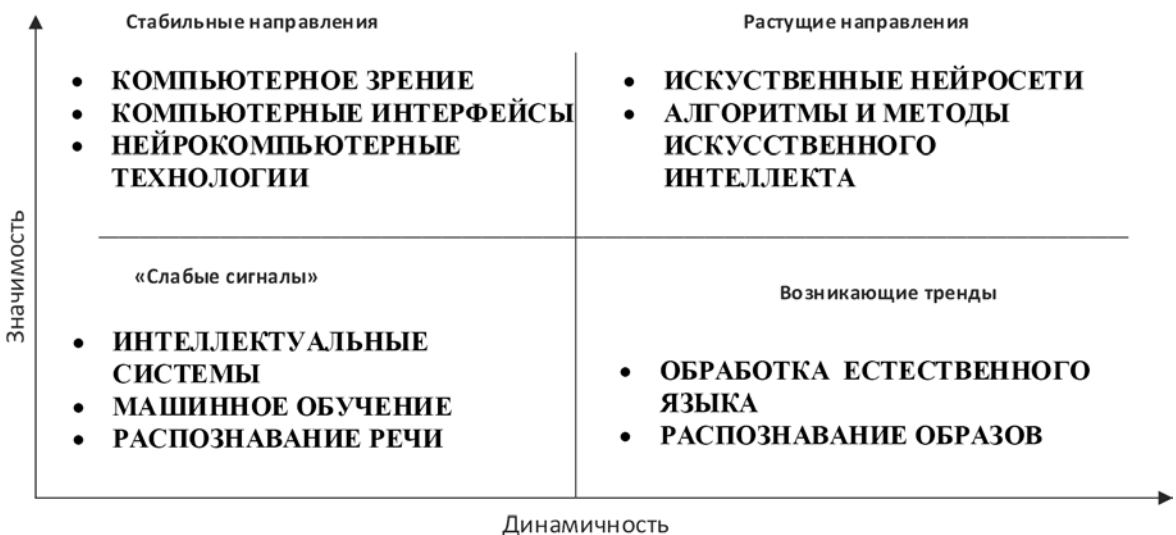 Стабильные направления
• КОМПЬЮТЕРНОЕ ЗРЕНИЕ
• КОМПЬЮТЕРНЫЕ ИНТЕРФЕЙСЫ
• НЕЙРОКОМПЬЮТЕРНЫЕ
ТЕХНОЛОГИИ
Растущие направления
• ИСКУСТВЕННЫЕ НЕЙРОСЕТИ
• АЛГОРИТМЫ И МЕТОДЫ
ИСКУССТВЕННОГО
ИНТЕЛЛЕКТА
Значимость
«Слабые сигналы»
• ИНТЕЛЛЕКТУАЛЬНЫЕ
СИСТЕМЫ
• МАШИННОЕ ОБУЧЕНИЕ
• РАСПОЗНАВАНИЕ РЕЧИ
Возникающие тренды
• ОБРАБОТКА ЕСТЕСТВЕННОГО
ЯЗЫКА
• РАСПОЗНАВАНИЕ ОБРАЗОВ
Динамичность